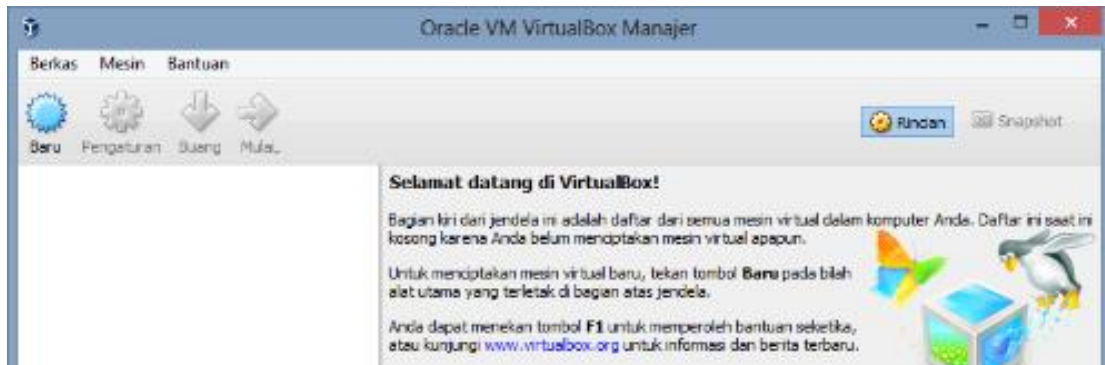 Oracle VM VirtualBox Manajer
Berkas Mesin Bantuan
Baru Pengaturan Buang Mulai
Rincian Snapshot
Selamat datang di VirtualBox!
Bagian kiri dari jendela ini adalah daftar dari semua mesin virtual dalam komputer Anda. Daftar ini saat ini
kosong karena Anda belum menciptakan mesin virtual apapun.
Untuk menciptakan mesin virtual baru, tekan tombol Baru pada bilah
alat utama yang terletak di bagian atas jendela.
Anda dapat menekan tombol F1 untuk memperoleh bantuan seketika,
atau kunjungi www.virtualbox.org untuk informasi dan berita terbaru.